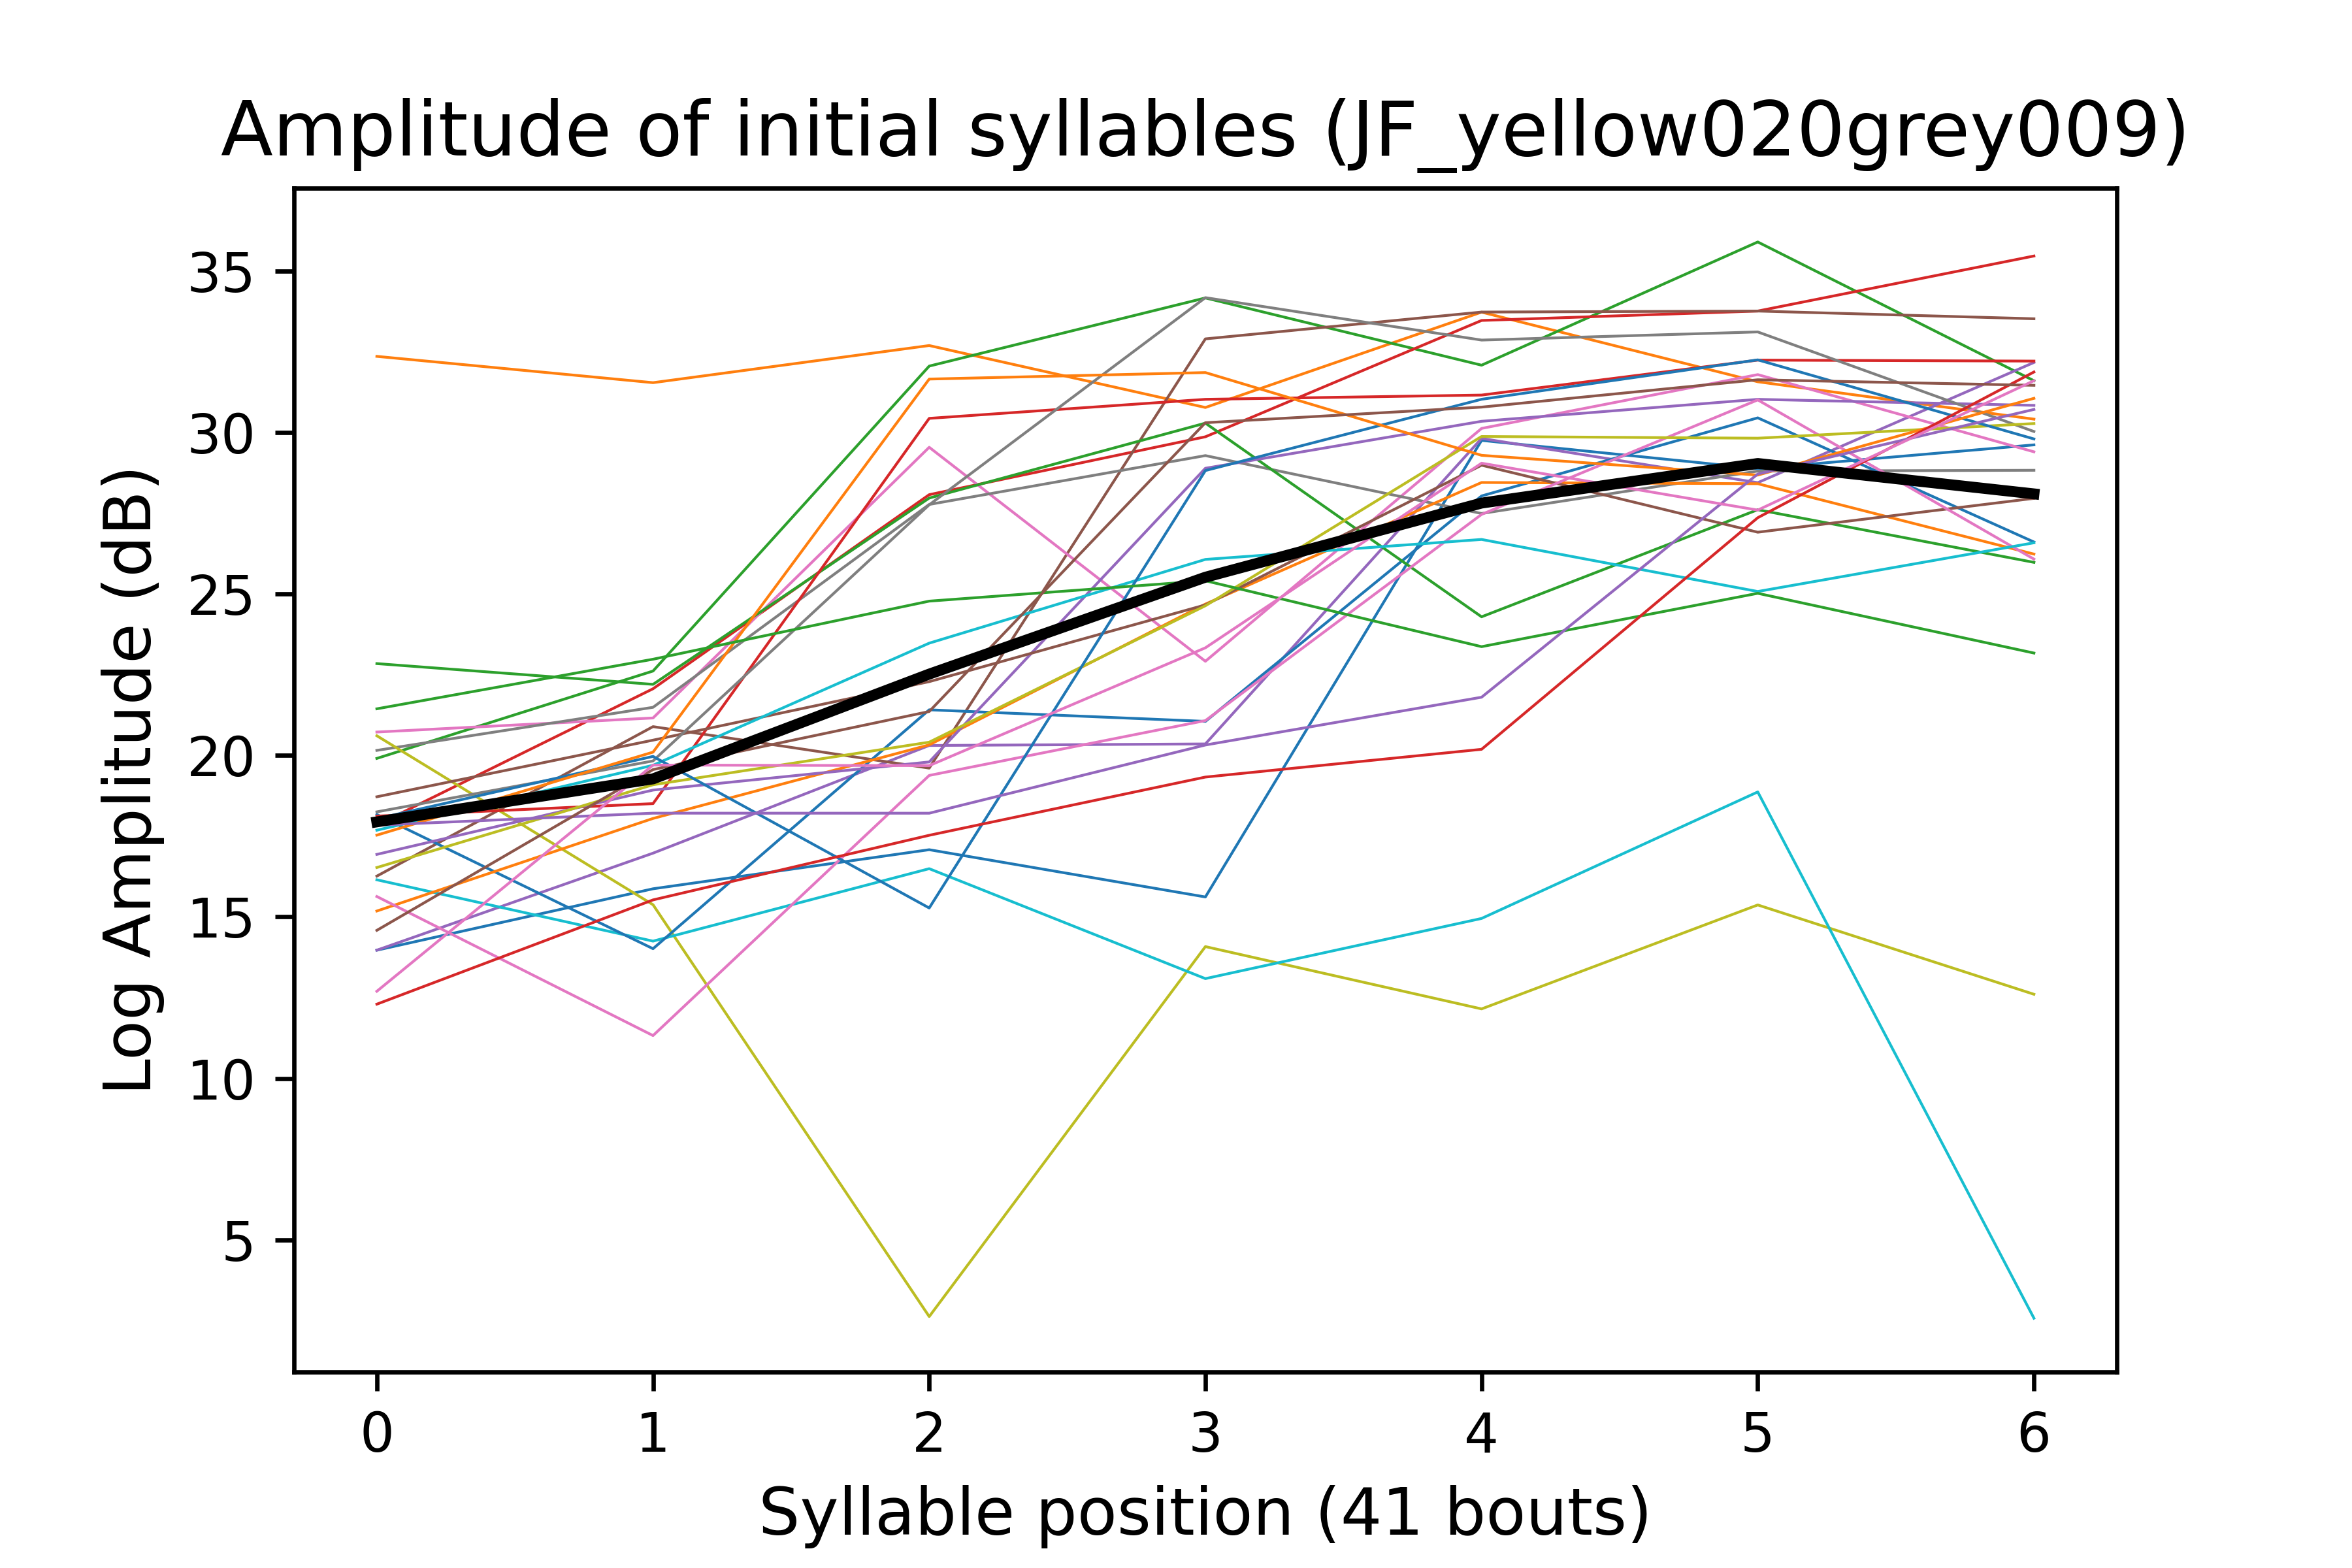 Amplitude of initial syllables (JF_yellow020grey009)
Log Amplitude (dB)
35
30
25
20
15
10
5
0 1 2 3 4 5 6
Syllable position (41 bouts)